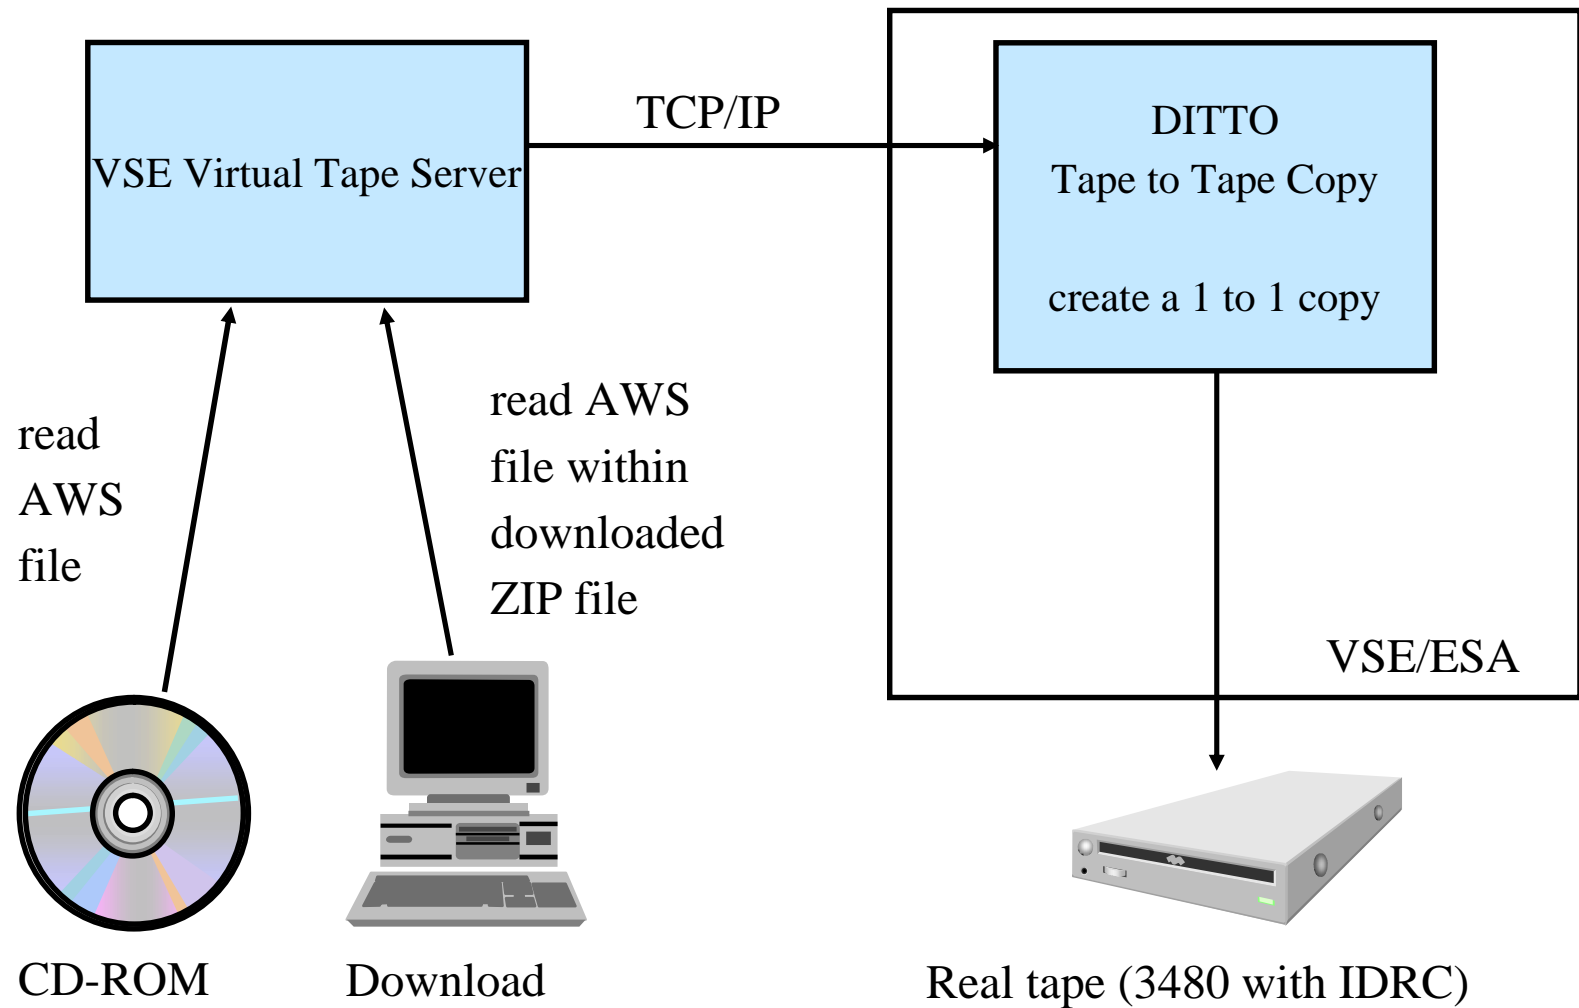 VSE Virtual Tape Server
TCP/IP
DITTO
Tape to Tape Copy
create a 1 to 1 copy
read
AWS
file
read AWS
file within
downloaded
ZIP file
VSE/ESA
CD-ROM
Download
Real tape (3480 with IDRC)